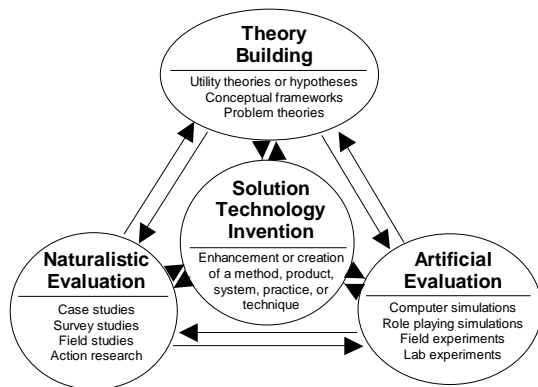 Theory
Building
Utility theories or hypotheses
Conceptual frameworks
Problem theories
Solution
Technology
Invention
Enhancement or creation
of a method, product,
system, practice, or
technique
Naturalistic
Evaluation
Case studies
Survey studies
Field studies
Action research
Artificial
Evaluation
Computer simulations
Role playing simulations
Field experiments
Lab experiments